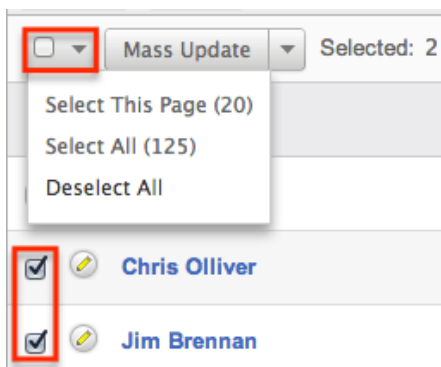 Mass Update Selected: 2
Select This Page (20)
Select All (125)
Deselect All
Chris Olliver
Jim Brennan